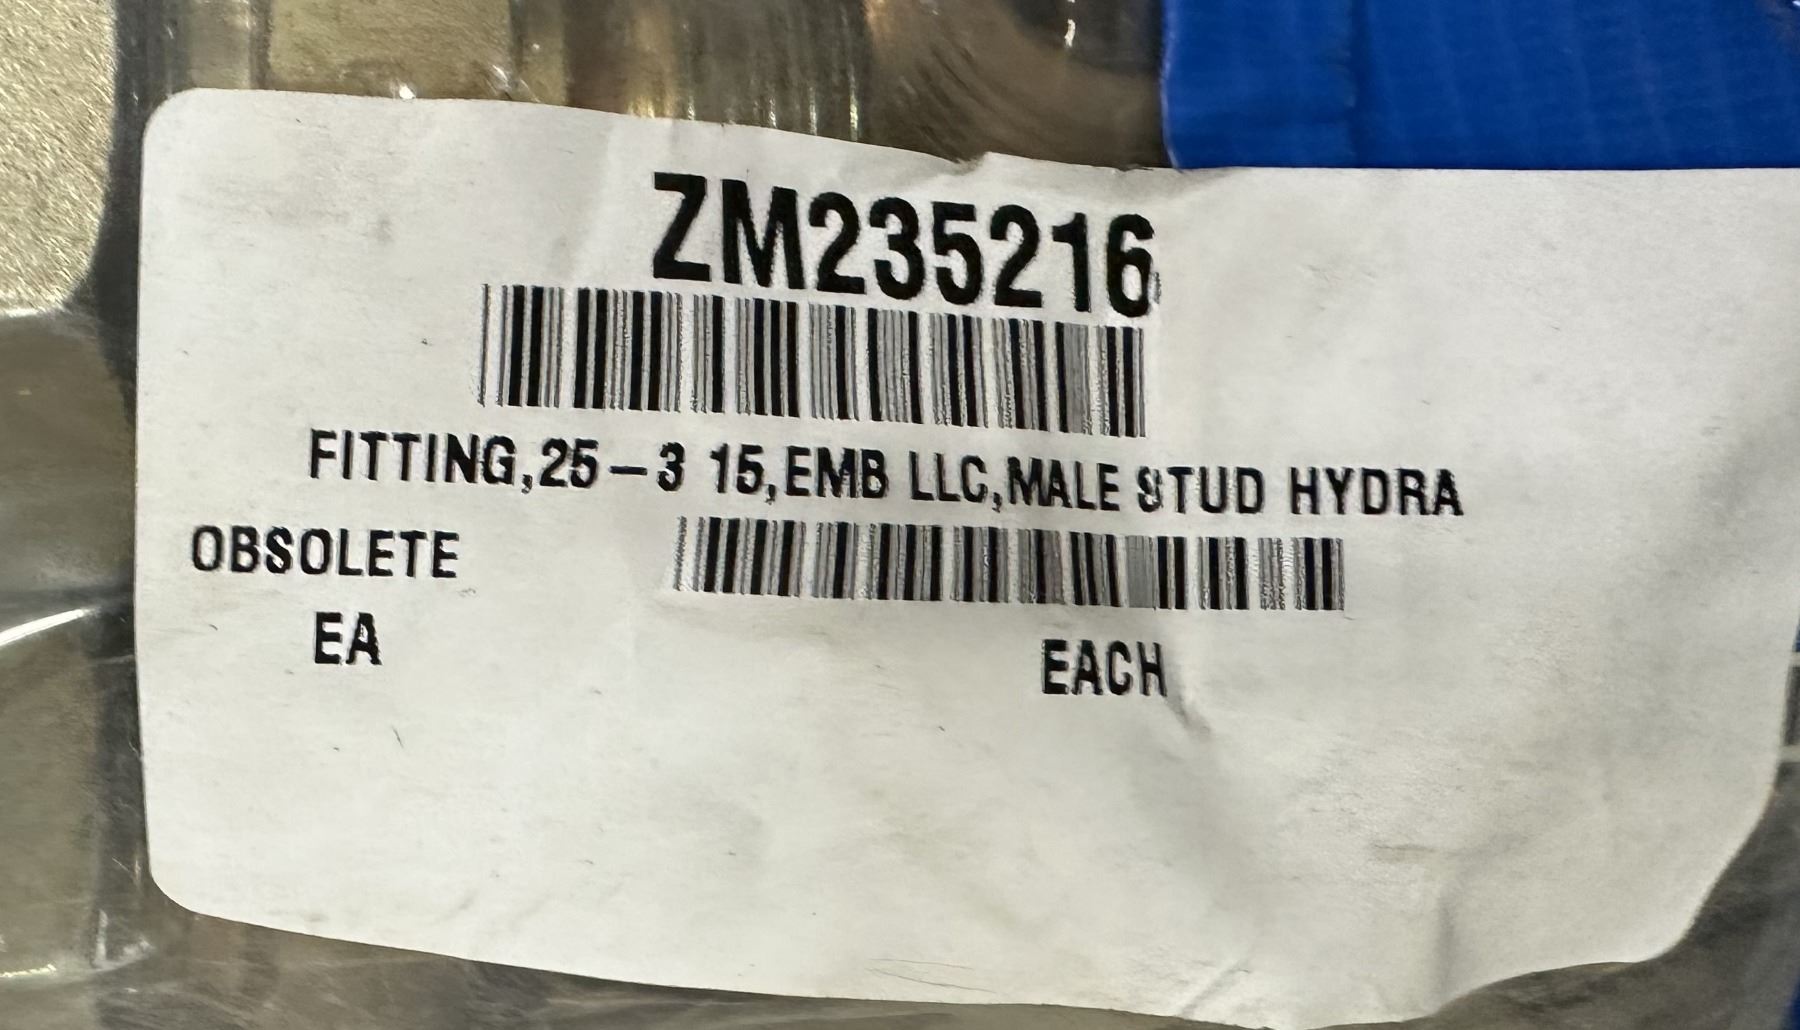 ZM235216
FITTING,25-3 15,EMB LLC,MALE STUD HYDRA
OBSOLETE
EA
EACH